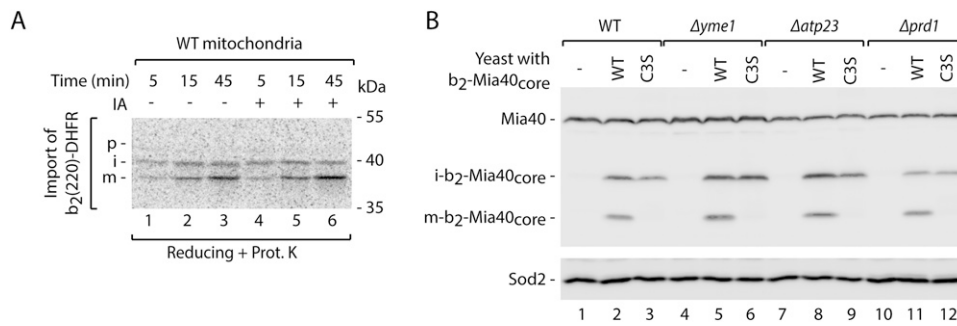 A
WT mitochondria
Time (min) 5 15 45 5 15 45 kDa
IA - - - + + +
- 55
Import of
b2(220)-DHFR
p -
i -
m -
- 40
- 35
1 2 3 4 5 6
Reducing + Prot. K
B
WT Δyme1 Δatp23 Δprd1
Yeast with
b2-Mia40core
- WT C3S - WT C3S - WT C3S - WT C3S
Mia40 -
i-b2-Mia40core -
m-b2-Mia40core -
Sod2 -
1 2 3 4 5 6 7 8 9 10 11 12